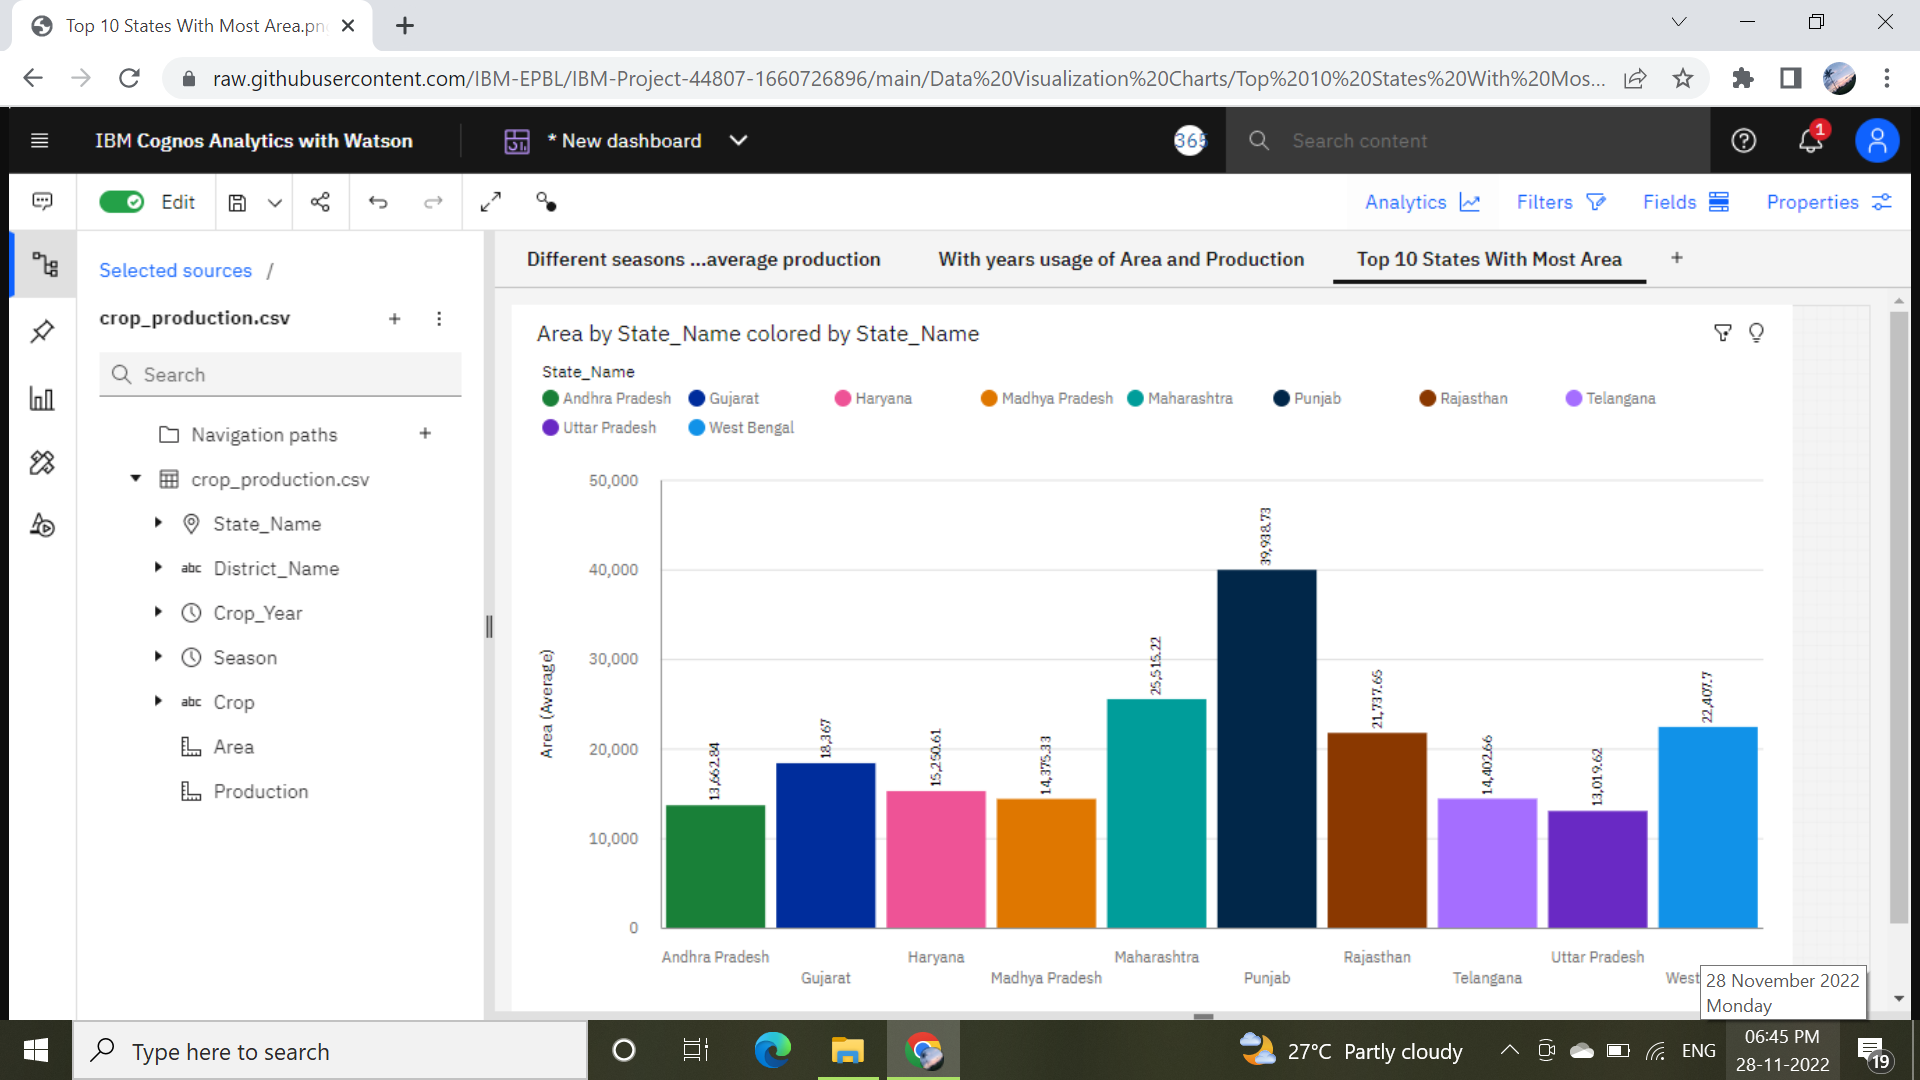 Top 10 States With Most Area.pn
raw.githubusercontent.com/IBM-EPBL/IBM-Project-44807-1660726896/main/Data%20Visualization%20Charts/Top%2010%20States%20With%20Mos...
IBM Cognos Analytics with Watson
* New dashboard
365
Search content
1
Edit
Analytics
Filters
Fields
Properties
Selected sources /
crop_production.csv
Search
Navigation paths
crop_production.csv
State_Name
abc District_Name
Crop_Year
Season
abc Crop
Area
Production
Different seasons ...average production
With years usage of Area and Production
Top 10 States With Most Area
Area by State_Name colored by State_Name
State_Name
Andhra Pradesh Gujarat Haryana Madhya Pradesh Maharashtra Punjab Rajasthan Telangana
Uttar Pradesh West Bengal
Area (Average)
50,000
40,000
30,000
20,000
10,000
0
13,662.84
18,367
15,250.61
14,375.33
25,515.22
39,938.73
21,737.65
14,402.66
13,019.62
22,407.7
Andhra Pradesh
Gujarat
Haryana
Madhya Pradesh
Maharashtra
Punjab
Rajasthan
Telangana
Uttar Pradesh
West
28 November 2022
Monday
Type here to search
27°C Partly cloudy
ENG
06:45 PM
28-11-2022
19